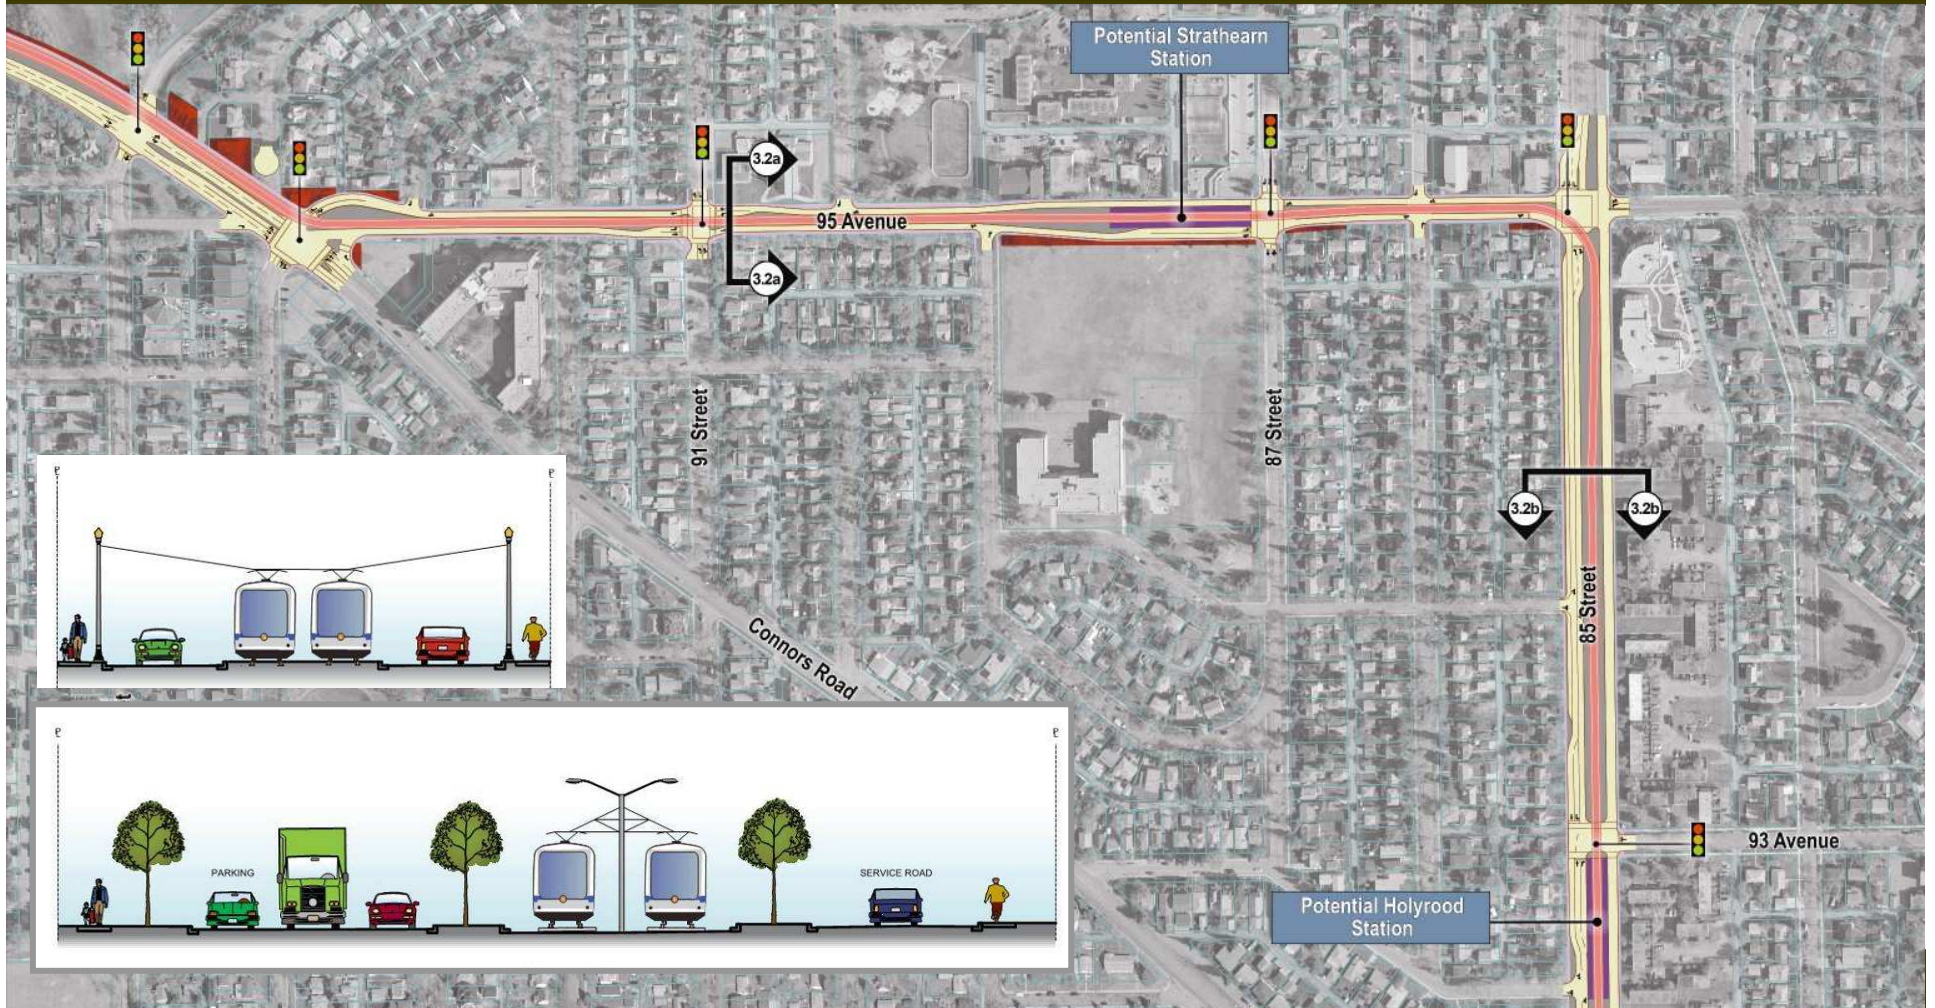 Potential Strathearn
Station
3.2a
95 Avenue
3.2a
91 Street
87 Street
3.2b
3.2b
85 Street
Connors Road
PARKING
SERVICE ROAD
93 Avenue
Potential Holyrood
Station